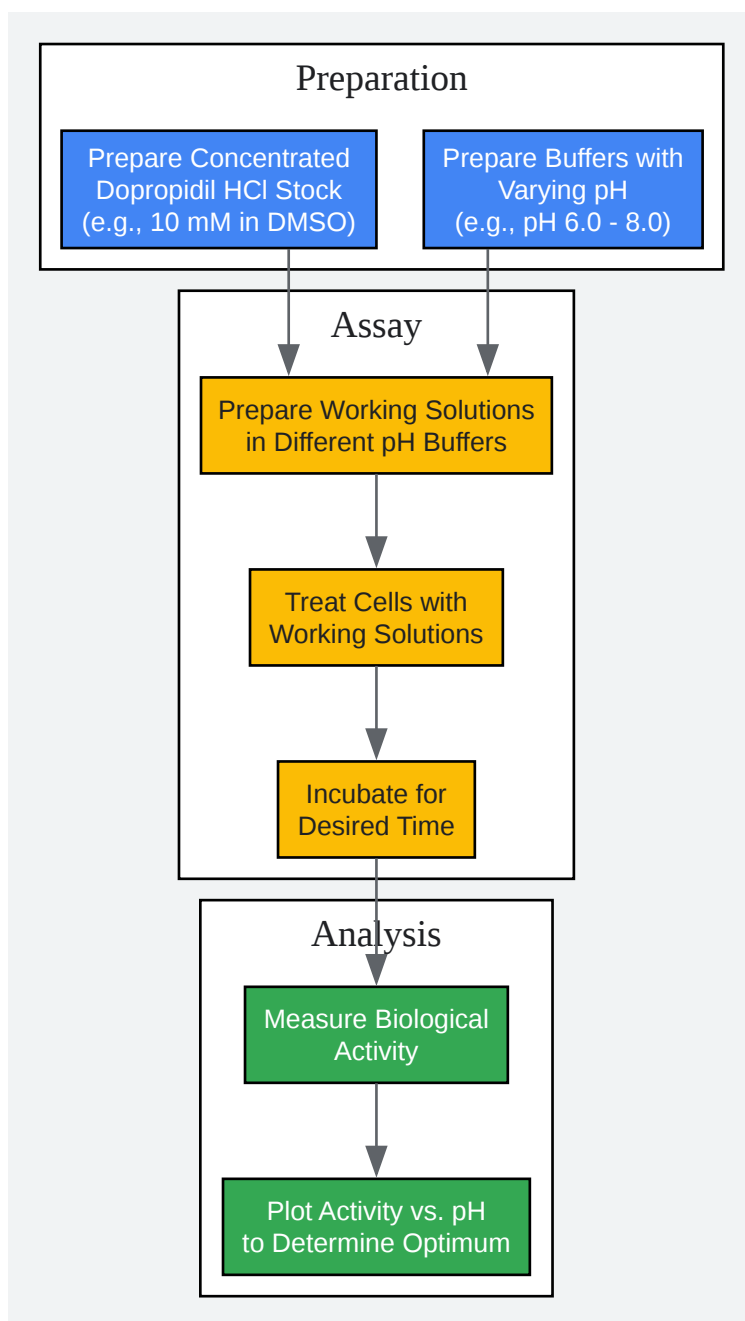 Preparation
Prepare Concentrated
Dopropidil HCl Stock
(e.g., 10 mM in DMSO)
Prepare Buffers with
Varying pH
(e.g., pH 6.0 - 8.0)
Assay
Prepare Working Solutions
in Different pH Buffers
Treat Cells with
Working Solutions
Incubate for
Desired Time
Analysis
Measure Biological
Activity
Plot Activity vs. pH
to Determine Optimum